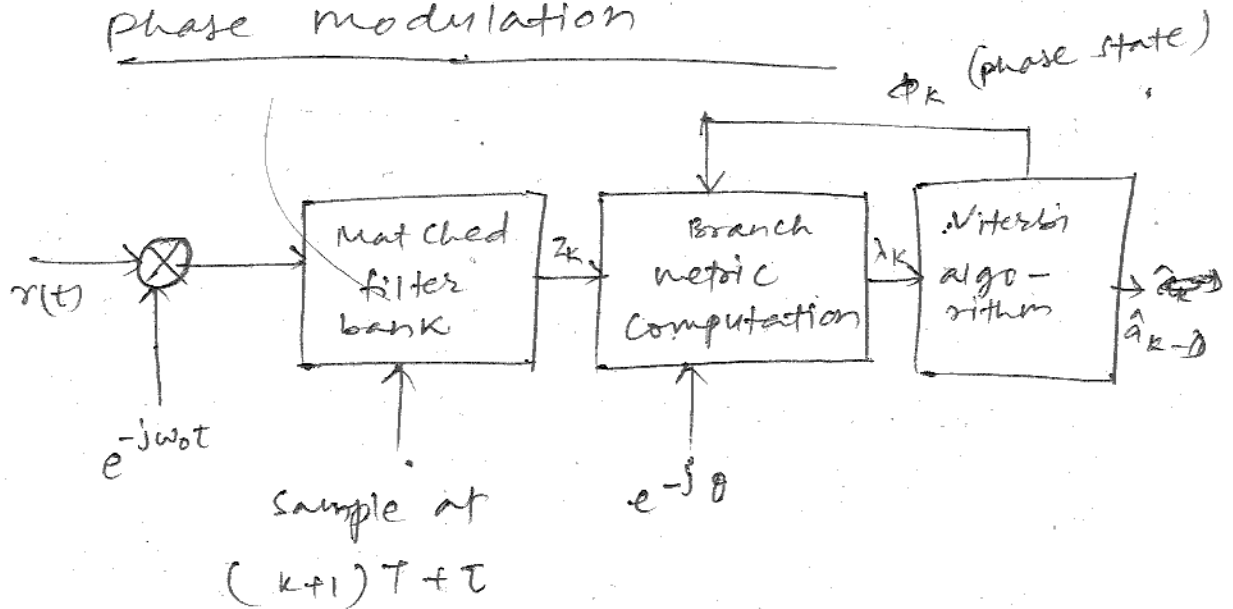 phase modulation
ϕₖ (phase state)
Matched
filter
bank
Zₖ
Branch
metric
computation
λₖ
Viterbi
algo-
rithm
r(t)
âₖ₋D
e^-jω₀t
Sample at
(k+1)T + τ
e^-jθ